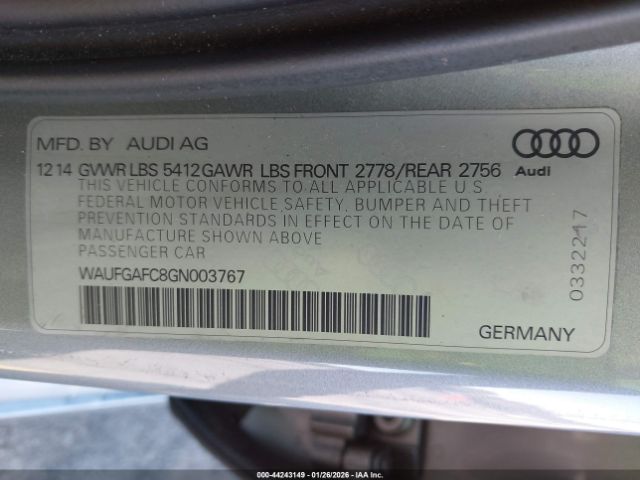 MFD. BY AUDI AG
12 14 GVWR LBS 5412 GAWR LBS FRONT 2778/REAR 2756
Audi
THIS VEHICLE CONFORMS TO ALL APPLICABLE U.S
FEDERAL MOTOR VEHICLE SAFETY, BUMPER AND THEFT
PREVENTION STANDARDS IN EFFECT ON THE DATE OF
MANUFACTURE SHOWN ABOVE
PASSENGER CAR
WAUFGAFC8GN003767
0332217
GERMANY
000-44243149 | 01/26/2026 | IAA Inc.